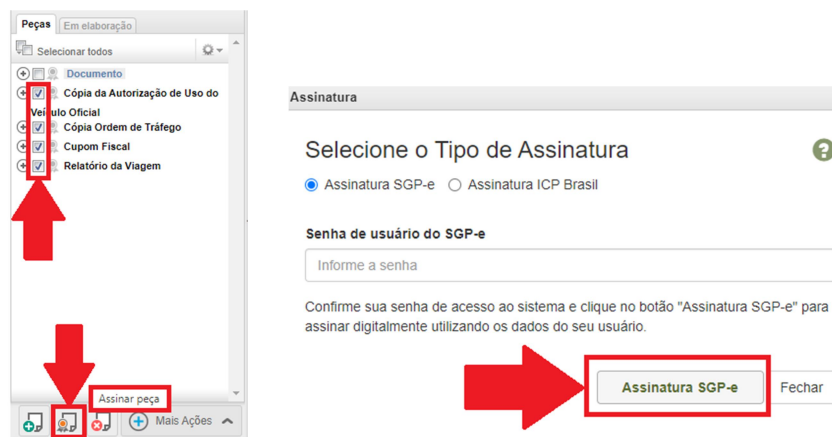 Peças
Em elaboração
Selecionar todos
Documento
Cópia da Autorização de Uso do
Veículo Oficial
Cópia Ordem de Tráfego
Cupom Fiscal
Relatório da Viagem
Assinar peça
Mais Ações
Assinatura
Selecione o Tipo de Assinatura
Assinatura SGP-e
Assinatura ICP Brasil
Senha de usuário do SGP-e
Informe a senha
Confirme sua senha de acesso ao sistema e clique no botão "Assinatura SGP-e" para
assinar digitalmente utilizando os dados do seu usuário.
Assinatura SGP-e
Fechar